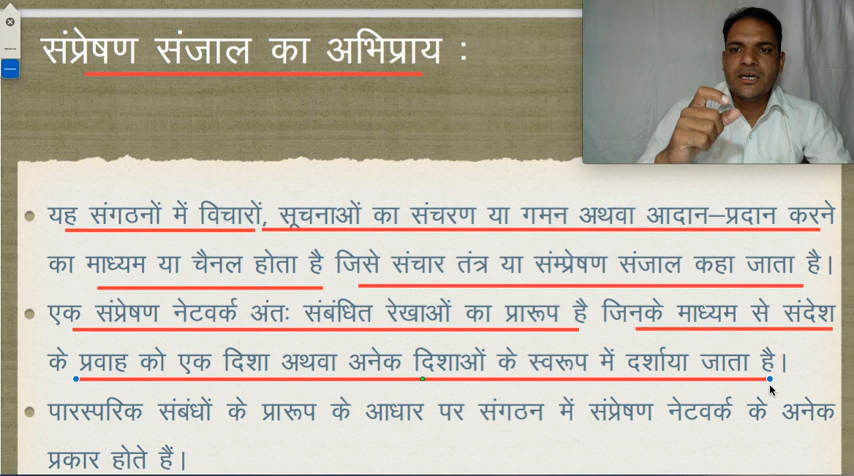 संप्रेषण संजाल का अभिप्राय :
यह संगठनों में विचारों, सूचनाओं का संचरण या गमन अथवा आदान–प्रदान करने
का माध्यम या चैनल होता है जिसे संचार तंत्र या सम्प्रेषण संजाल कहा जाता है।
एक संप्रेषण नेटवर्क अंतः संबंधित रेखाओं का प्रारूप है जिनके माध्यम से संदेश
के प्रवाह को एक दिशा अथवा अनेक दिशाओं के स्वरूप में दर्शाया जाता है।
पारस्परिक संबंधों के प्रारूप के आधार पर संगठन में संप्रेषण नेटवर्क के अनेक
प्रकार होते हैं।